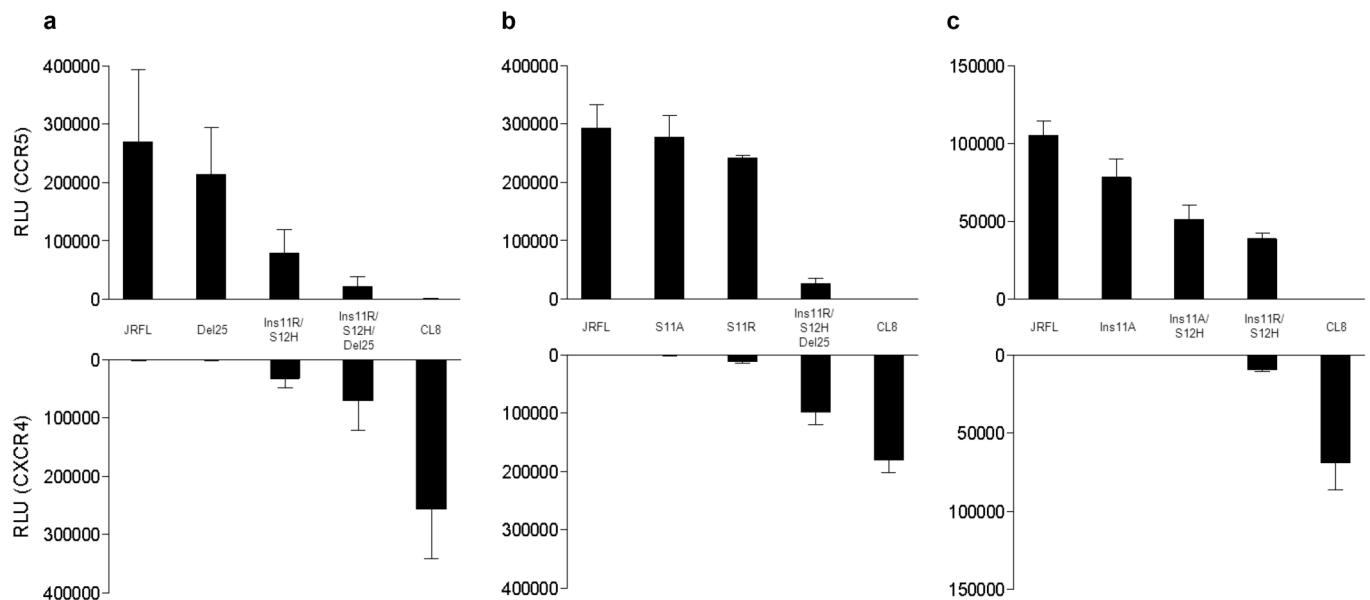 a
RLU (CCR5)
400000
300000
200000
100000
0
JRFL
Del25
Ins11R/
S12H
Ins11R/
S12H/
Del25
CL8
RLU (CXCR4)
0
100000
200000
300000
400000
b
400000
300000
200000
100000
0
JRFL
S11A
S11R
Ins11R/
S12H
Del25
CL8
0
100000
200000
300000
400000
c
150000
100000
50000
0
JRFL
Ins11A
Ins11A/
S12H
Ins11R/
S12H
CL8
0
50000
100000
150000